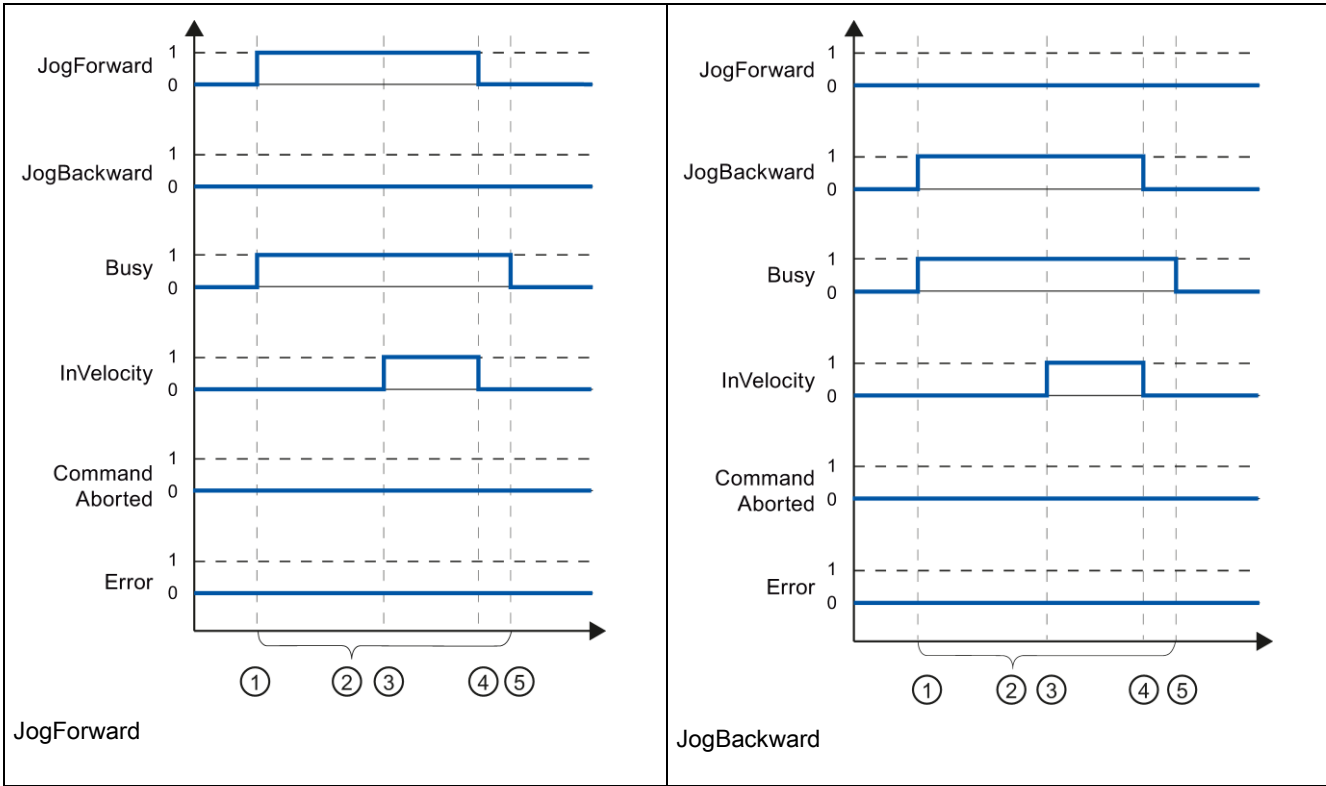 JogForward 1
0
JogBackward 1
0
Busy 1
0
InVelocity 1
0
Command
Aborted 1
0
Error 1
0
① ② ③ ④ ⑤
JogForward
JogForward 1
0
JogBackward 1
0
Busy 1
0
InVelocity 1
0
Command
Aborted 1
0
Error 1
0
① ② ③ ④ ⑤
JogBackward